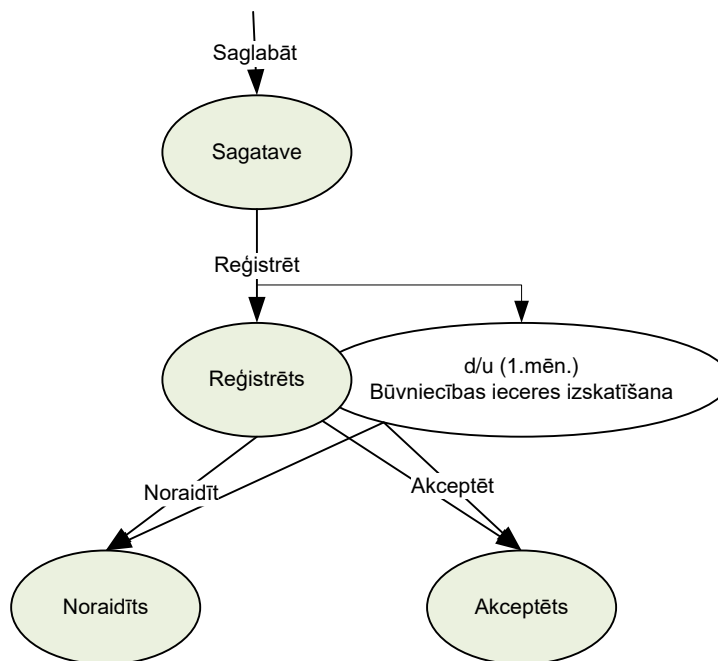 Saglabāt
Sagatave
Reģistrēt
Reģistrēts
d/u (1.mēn.)
Būvniecības ieceres izskatīšana
Noraidīt
Akceptēt
Noraidīts
Akceptēts